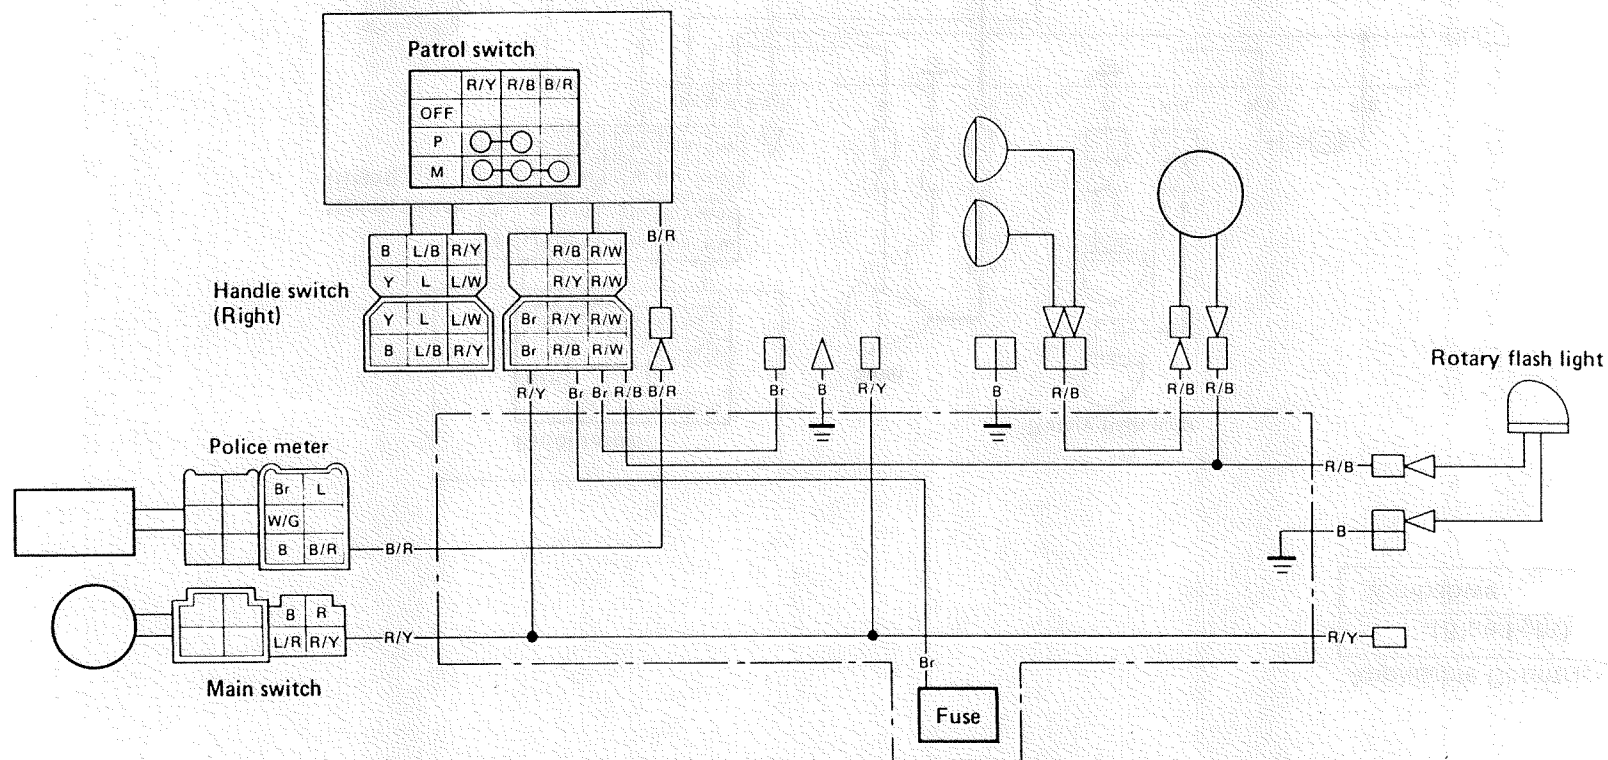 Patrol switch
R/Y R/B B/R
OFF
P
M
B/R
B L/B R/Y
Y L L/W
Handle switch
(Right)
Y L L/W
B L/B R/Y
R/B R/W
R/Y R/W
Br R/Y R/W
Br R/B R/W
R/Y Br Br R/B B/R
Br B R/Y
B R/B
R/B R/B
Rotary flash light
Police meter
Br L
W/G
B B/R
B/R
R/B
B
B R
L/R R/Y
R/Y
R/Y
Main switch
Br
Fuse